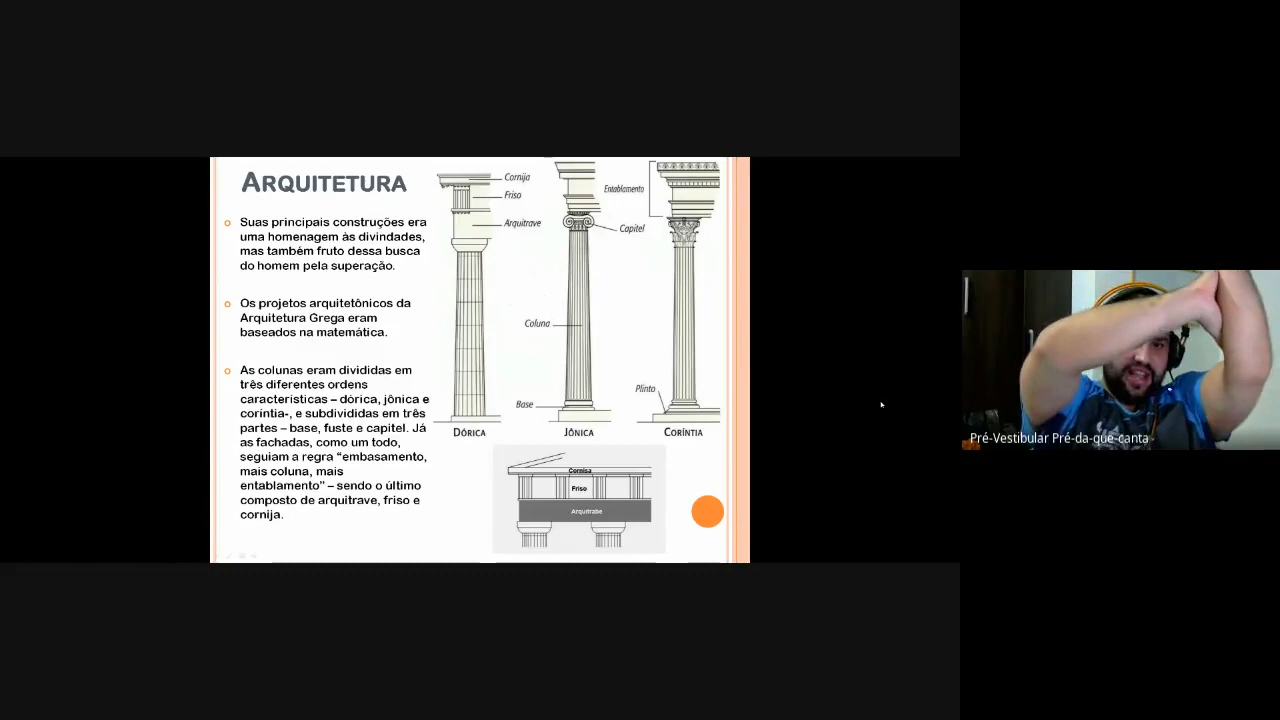 ARQUITETURA
Suas principais construções era
uma homenagem às divindades,
mas também fruto dessa busca
do homem pela superação.
Os projetos arquitetônicos da
Arquitetura Grega eram
baseados na matemática.
As colunas eram divididas em
três diferentes ordens
características – dórica, jônica e
coríntia-, e subdivididas em três
partes – base, fuste e capitel. Já
as fachadas, como um todo,
seguiam a regra “embasamento,
mais coluna, mais
entablamento” – sendo o último
composto de arquitrave, friso e
cornija.
Cornija
Friso
Arquitrave
Entablamento
Capitel
Coluna
Plinto
Base
DÓRICA
JÔNICA
CORÍNTIA
Cornisa
Friso
Arquitrabe
Pré-Vestibular Pré-da-que-canta -